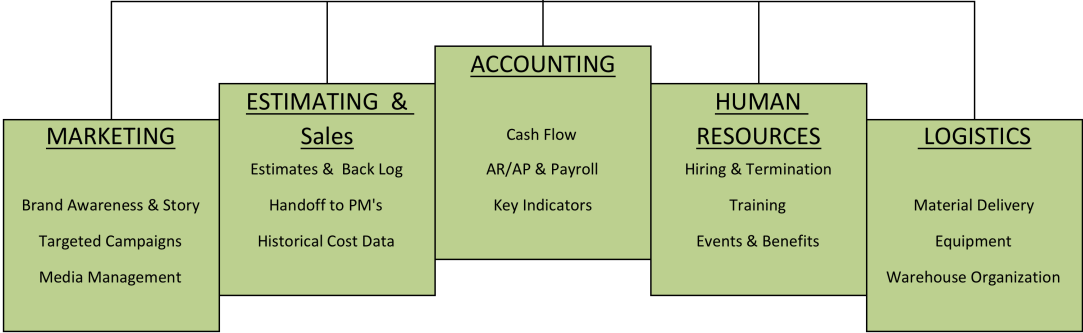 MARKETING
Brand Awareness & Story
Targeted Campaigns
Media Management
ESTIMATING &
Sales
Estimates & Back Log
Handoff to PM's
Historical Cost Data
ACCOUNTING
Cash Flow
AR/AP & Payroll
Key Indicators
HUMAN
RESOURCES
Hiring & Termination
Training
Events & Benefits
LOGISTICS
Material Delivery
Equipment
Warehouse Organization